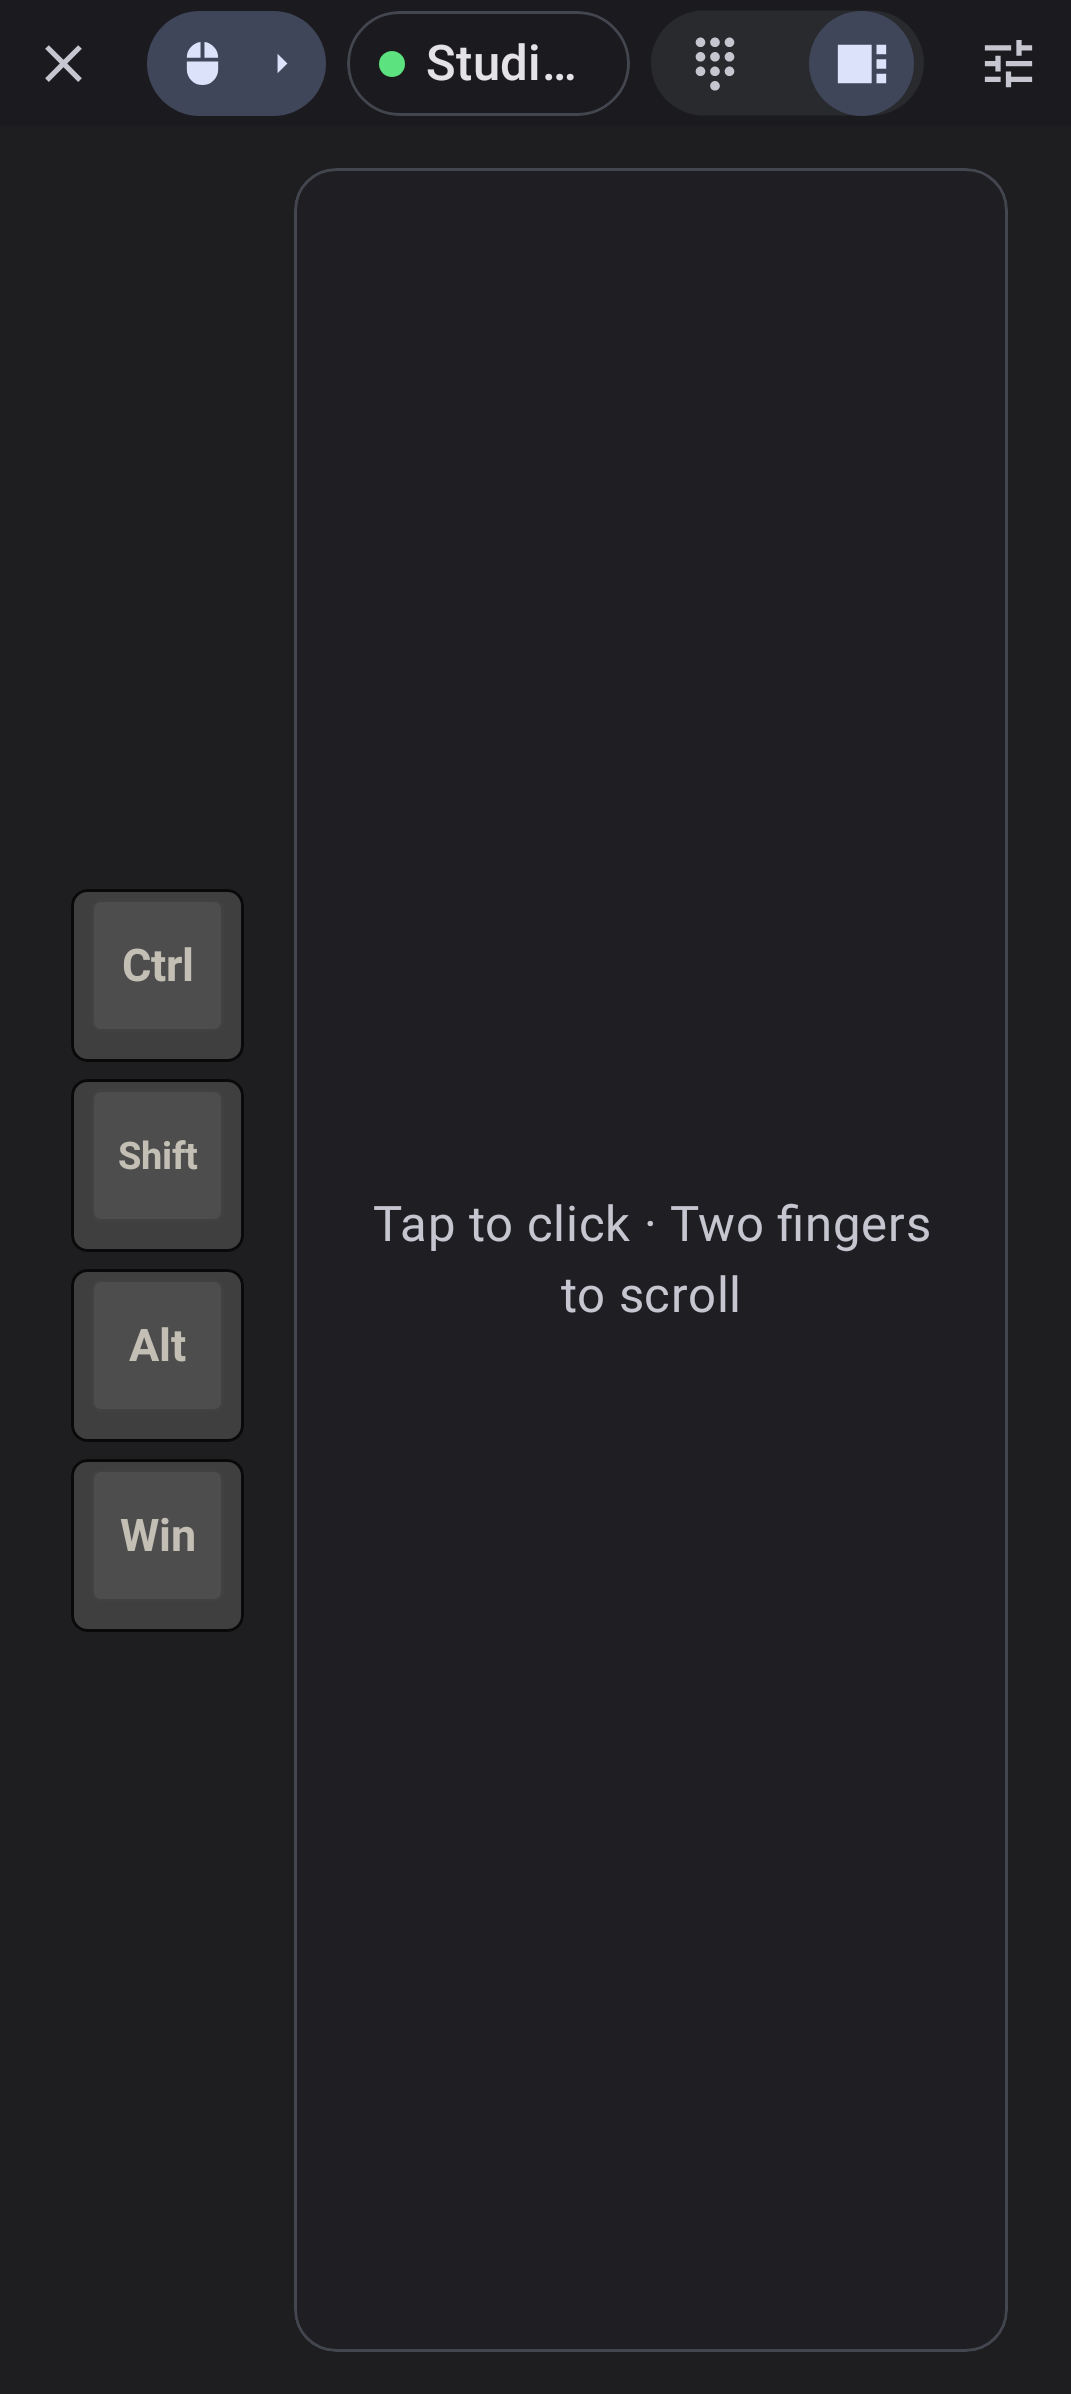 Studi...
Ctrl
Shift
Alt
Win
Tap to click · Two fingers
to scroll